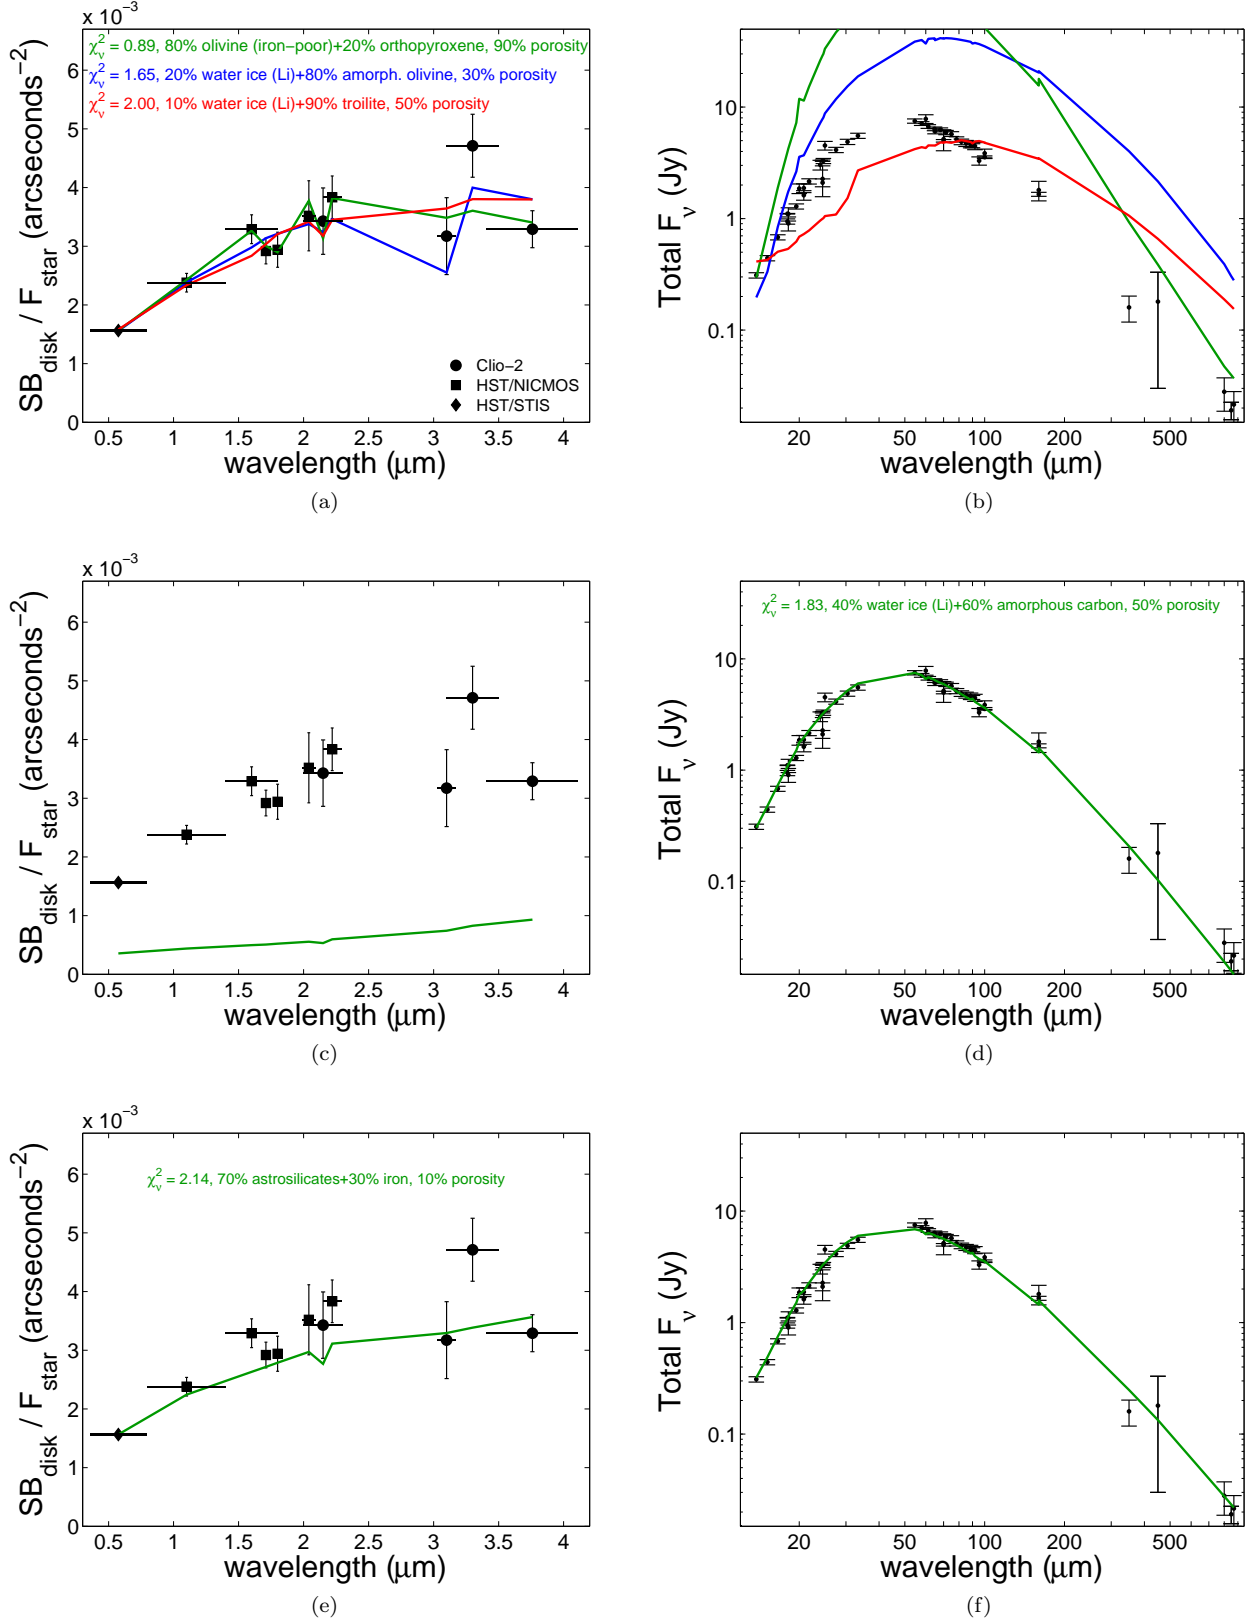 x 10⁻³
χ²ᵥ = 0.89, 80% olivine (iron−poor)+20% orthopyroxene, 90% porosity
χ²ᵥ = 1.65, 20% water ice (Li)+80% amorph. olivine, 30% porosity
χ²ᵥ = 2.00, 10% water ice (Li)+90% troilite, 50% porosity
6
5
4
3
2
1
0
SB_disk / F_star (arcseconds⁻²)
Clio−2
HST/NICMOS
HST/STIS
0.5 1 1.5 2 2.5 3 3.5 4
wavelength (μm)
(a)
10
1
0.1
Total F_ν (Jy)
20 50 100 200 500
wavelength (μm)
(b)
x 10⁻³
6
5
4
3
2
1
0
SB_disk / F_star (arcseconds⁻²)
0.5 1 1.5 2 2.5 3 3.5 4
wavelength (μm)
(c)
χ²ᵥ = 1.83, 40% water ice (Li)+60% amorphous carbon, 50% porosity
10
1
0.1
Total F_ν (Jy)
20 50 100 200 500
wavelength (μm)
(d)
x 10⁻³
χ²ᵥ = 2.14, 70% astrosilicates+30% iron, 10% porosity
6
5
4
3
2
1
0
SB_disk / F_star (arcseconds⁻²)
0.5 1 1.5 2 2.5 3 3.5 4
wavelength (μm)
(e)
10
1
0.1
Total F_ν (Jy)
20 50 100 200 500
wavelength (μm)
(f)